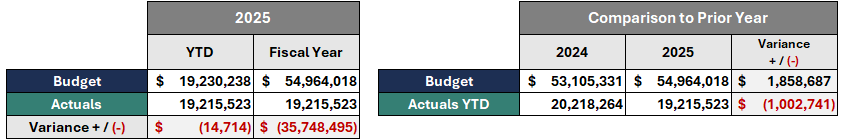 2025
YTD Fiscal Year
Budget $ 19,230,238 $ 54,964,018
Actuals 19,215,523 19,215,523
Variance + / (-) $ (14,714) $ (35,748,495)
Comparison to Prior Year
2024 2025 Variance
+ / (-)
Budget $ 53,105,331 $ 54,964,018 $ 1,858,687
Actuals YTD 20,218,264 19,215,523 $ (1,002,741)